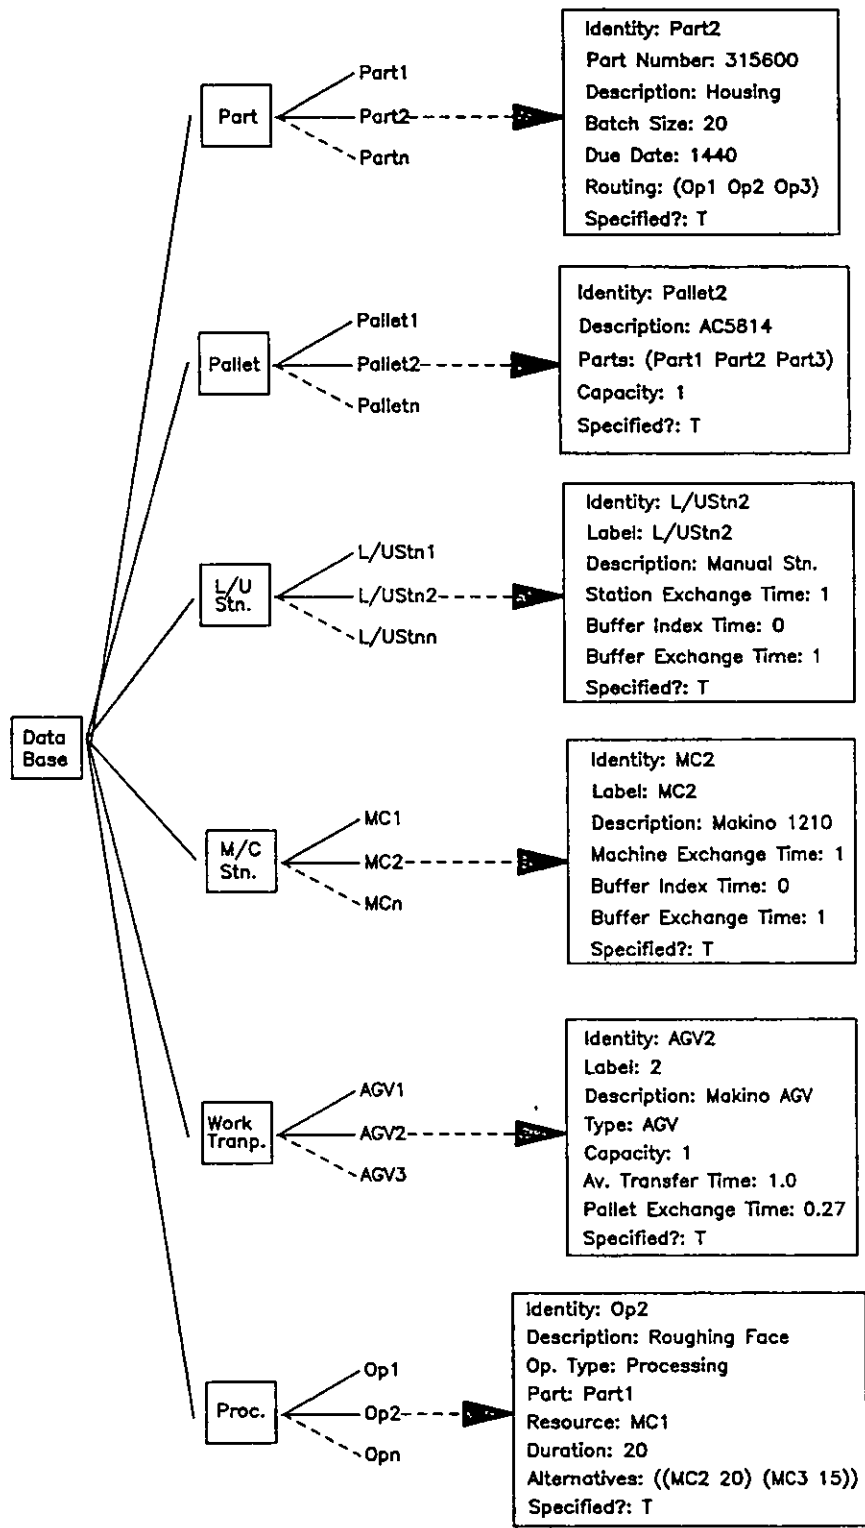 Data
Base
Part
Part1
Part2
Partn
Identity: Part2
Part Number: 315600
Description: Housing
Batch Size: 20
Due Date: 1440
Routing: (Op1 Op2 Op3)
Specified?: T
Pallet
Pallet1
Pallet2
Palletn
Identity: Pallet2
Description: AC5814
Parts: (Part1 Part2 Part3)
Capacity: 1
Specified?: T
L/U
Stn.
L/UStn1
L/UStn2
L/UStnn
Identity: L/UStn2
Label: L/UStn2
Description: Manual Stn.
Station Exchange Time: 1
Buffer Index Time: 0
Buffer Exchange Time: 1
Specified?: T
M/C
Stn.
MC1
MC2
MCn
Identity: MC2
Label: MC2
Description: Makino 1210
Machine Exchange Time: 1
Buffer Index Time: 0
Buffer Exchange Time: 1
Specified?: T
Work
Tranp.
AGV1
AGV2
AGV3
Identity: AGV2
Label: 2
Description: Makino AGV
Type: AGV
Capacity: 1
Av. Transfer Time: 1.0
Pallet Exchange Time: 0.27
Specified?: T
Proc.
Op1
Op2
Opn
Identity: Op2
Description: Roughing Face
Op. Type: Processing
Part: Part1
Resource: MC1
Duration: 20
Alternatives: ((MC2 20) (MC3 15))
Specified?: T